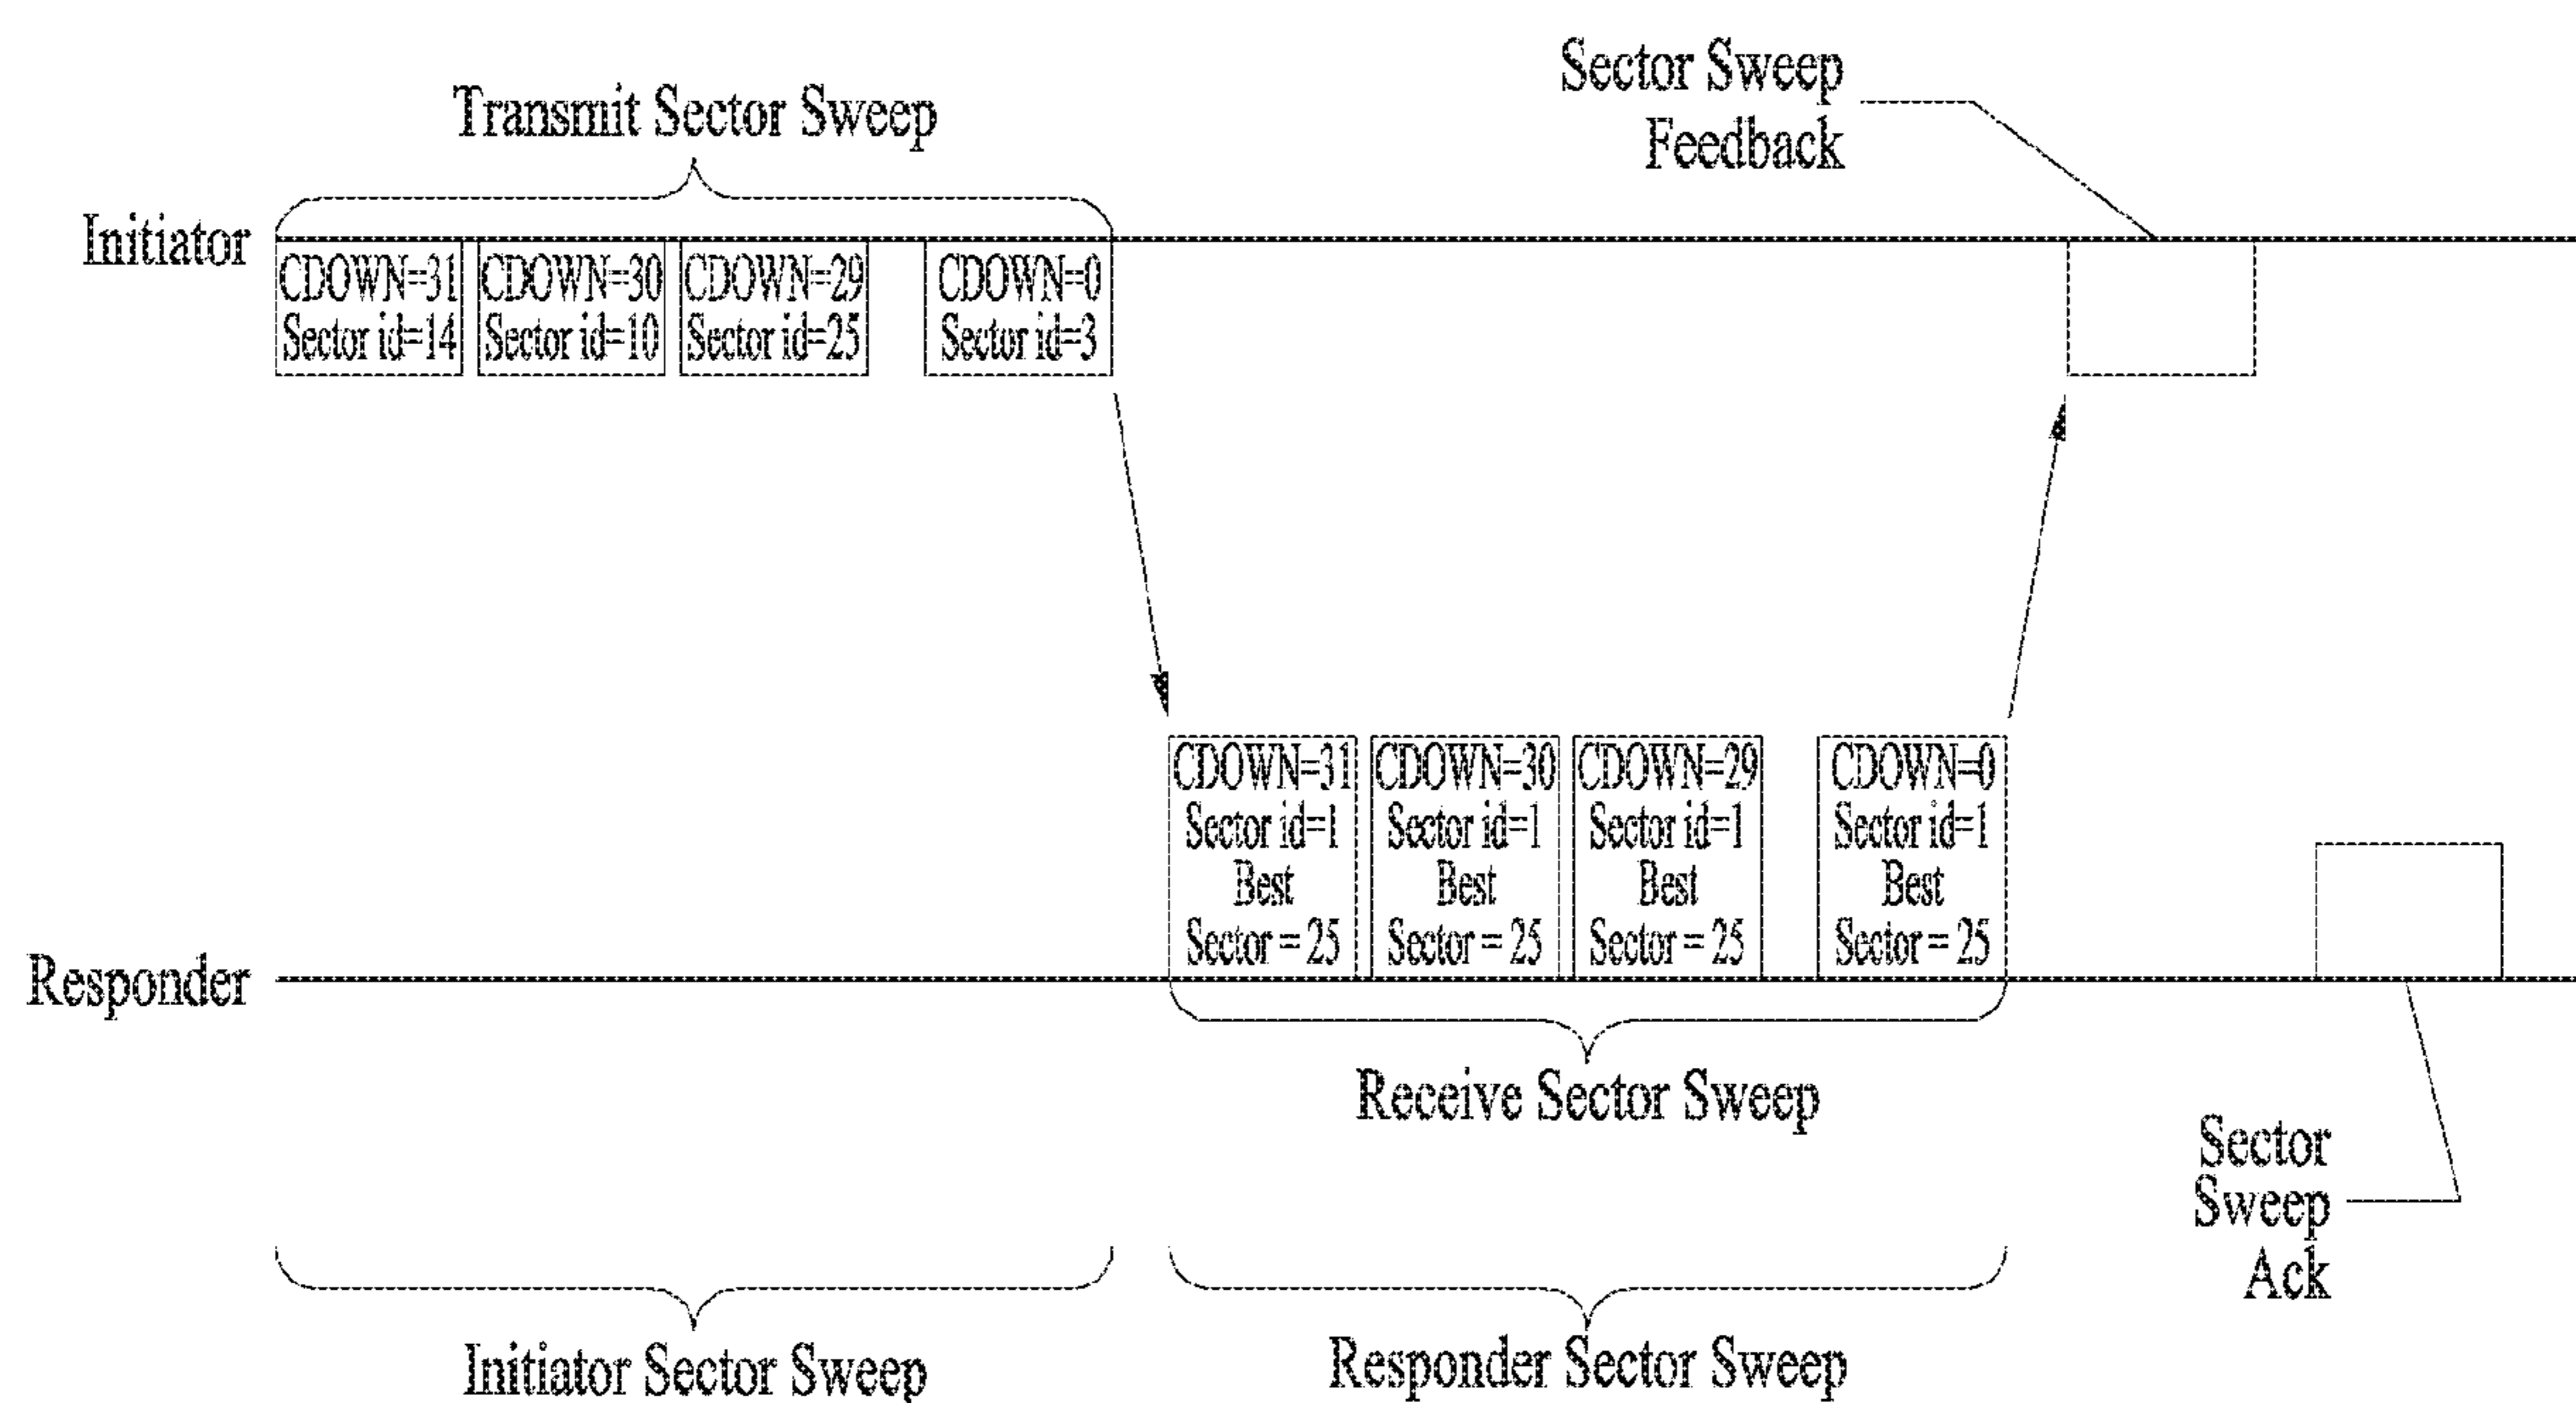 Transmit Sector Sweep
Sector Sweep
Feedback
Initiator
CDOWN=31
Sector id=14
CDOWN=30
Sector id=10
CDOWN=29
Sector id=25
CDOWN=0
Sector id=3
CDOWN=31
Sector id=1
Best
Sector = 25
CDOWN=30
Sector id=1
Best
Sector = 25
CDOWN=29
Sector id=1
Best
Sector = 25
CDOWN=0
Sector id=1
Best
Sector = 25
Responder
Receive Sector Sweep
Sector
Sweep
Ack
Initiator Sector Sweep
Responder Sector Sweep